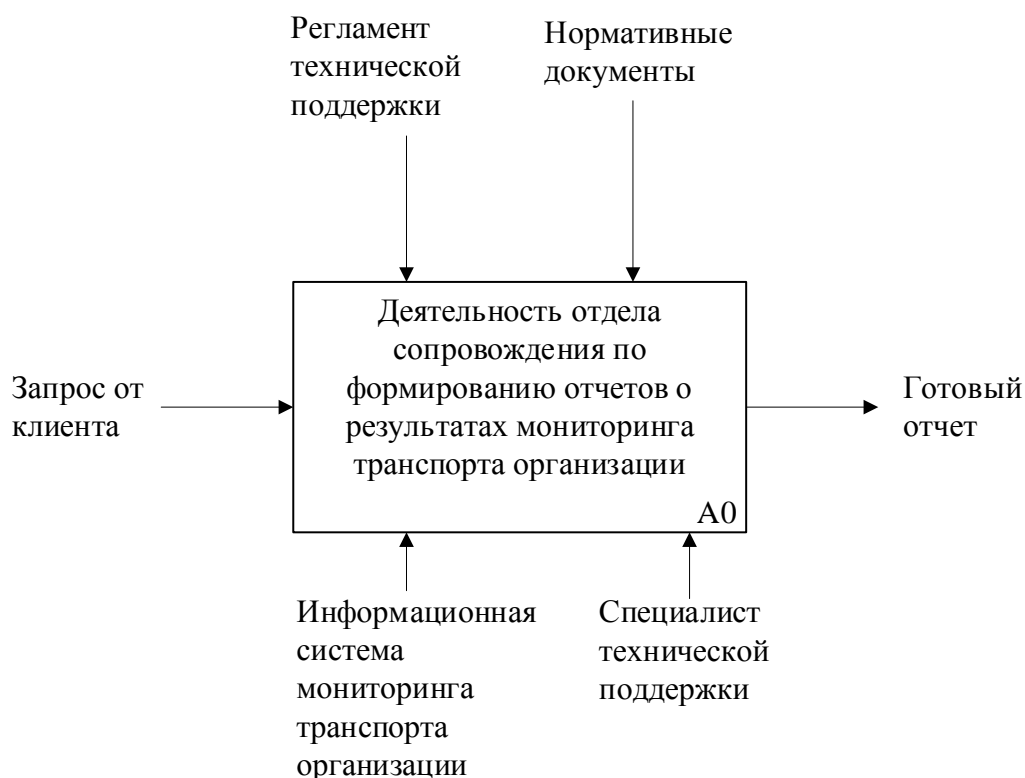 Регламент
технической
поддержки
Нормативные
документы
Деятельность отдела
сопровождения по
формированию отчетов о
результатах мониторинга
транспорта организации
А0
Запрос от
клиента
Готовый
отчет
Информационная
система
мониторинга
транспорта
организации
Специалист
технической
поддержки